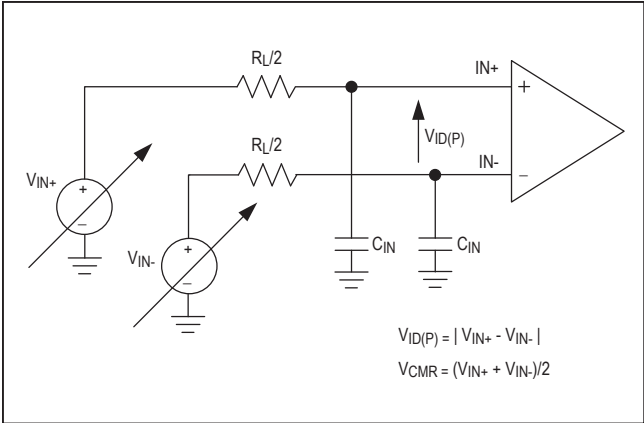 RL/2
IN+
+
RL/2
VID(P)
IN-
−
VIN+
+
−
VIN-
+
−
CIN
CIN
VID(P) = | VIN+ - VIN- |
VCMR = (VIN+ + VIN-)/2